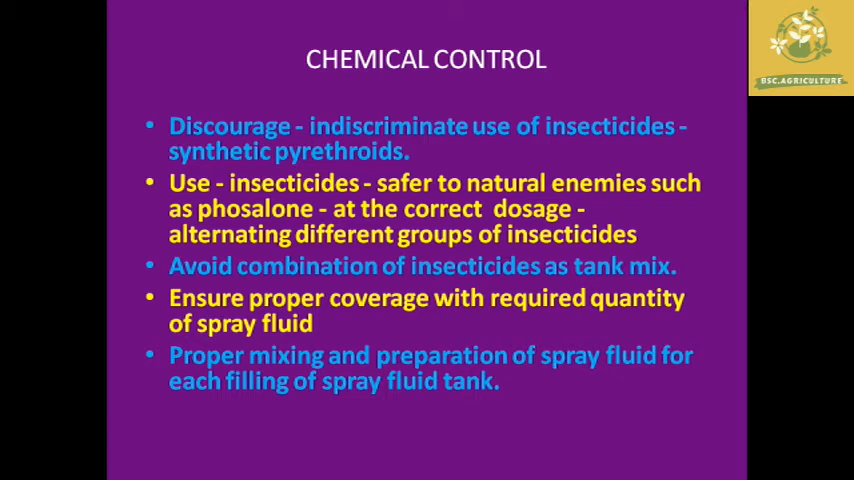 CHEMICAL CONTROL
BSC.AGRICULTURE
• Discourage - indiscriminate use of insecticides -
synthetic pyrethroids.
• Use - insecticides - safer to natural enemies such
as phosalone - at the correct dosage -
alternating different groups of insecticides
• Avoid combination of insecticides as tank mix.
• Ensure proper coverage with required quantity
of spray fluid
• Proper mixing and preparation of spray fluid for
each filling of spray fluid tank.